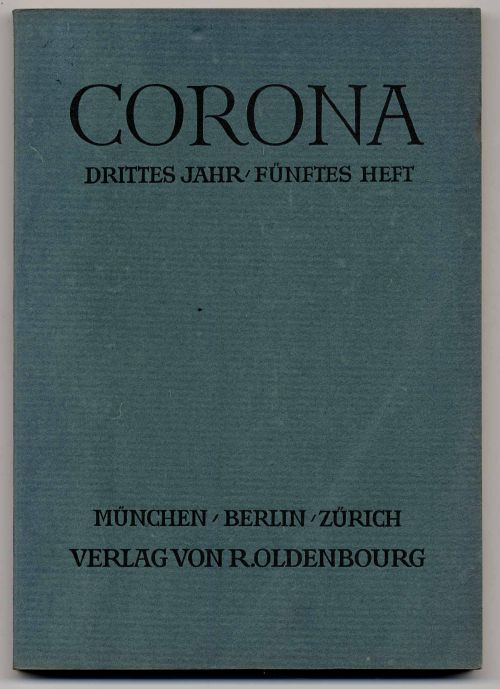 CORONA
DRITTES JAHR / FÜNFTES HEFT
MÜNCHEN / BERLIN / ZÜRICH
VERLAG VON R. OLDENBOURG